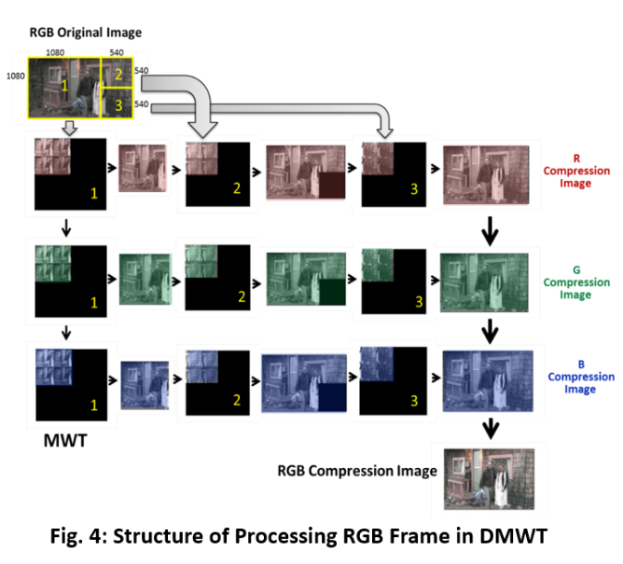 RGB Original Image
1080 540
1080 1 2 540
3 540
1 2 3
R
Compression
Image
1 2 3
G
Compression
Image
1 2 3
B
Compression
Image
MWT
RGB Compression Image
Fig. 4: Structure of Processing RGB Frame in DMWT